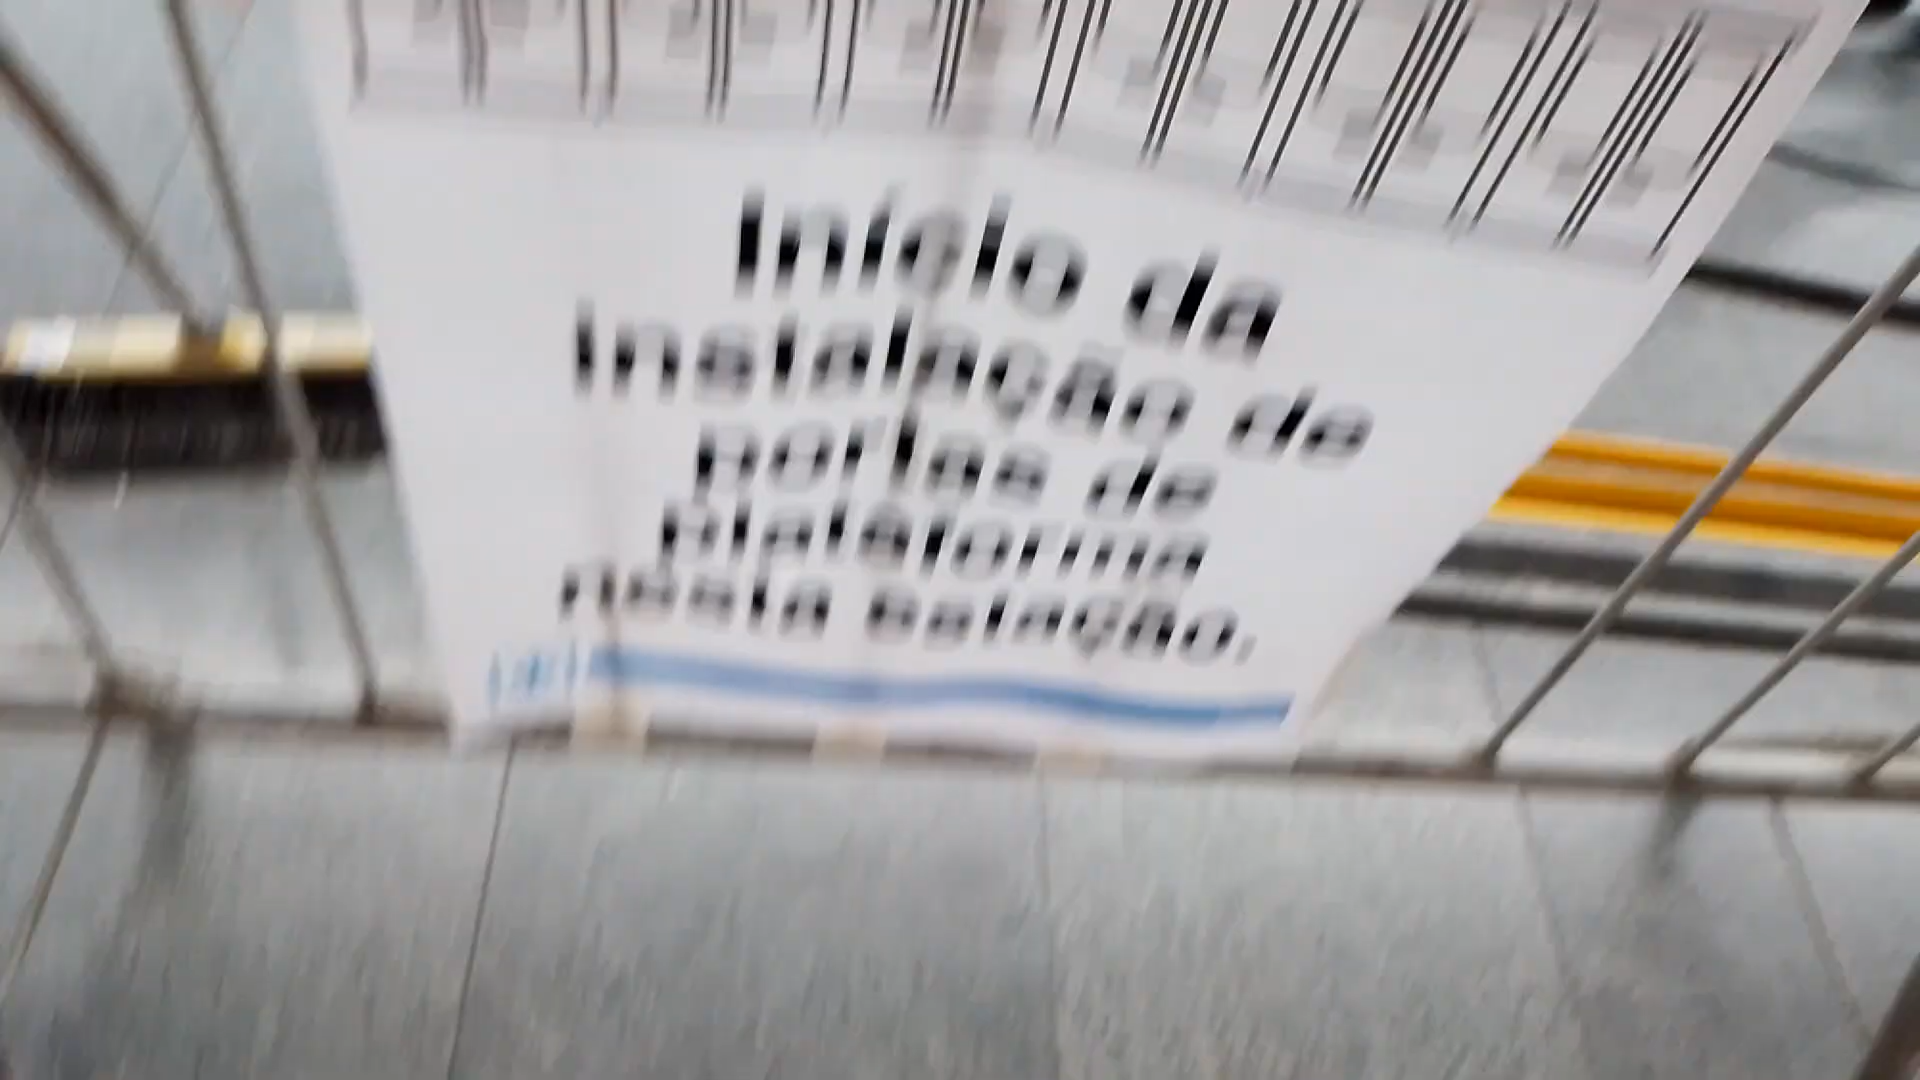 Início da
instalação de
portas de
plataforma
nesta estação.